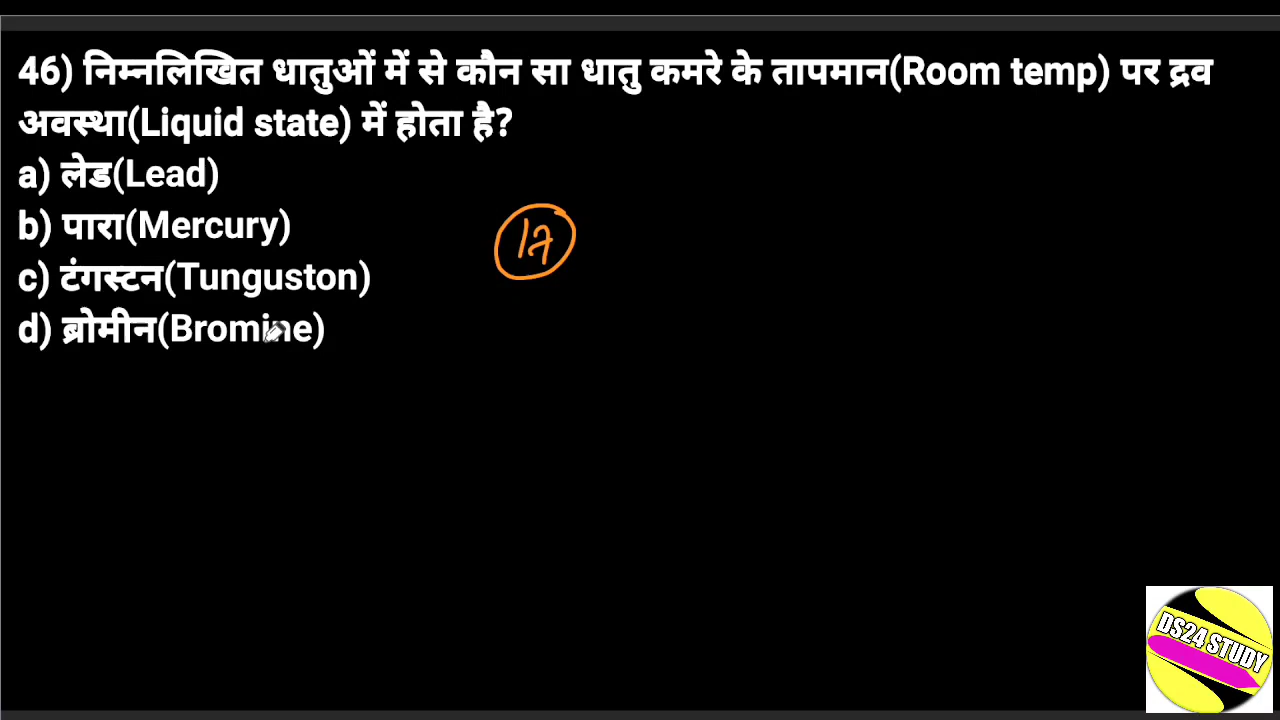 46) निम्नलिखित धातुओं में से कौन सा धातु कमरे के तापमान(Room temp) पर द्रव
अवस्था(Liquid state) में होता है?
a) लेड(Lead)
b) पारा(Mercury)
c) टंगस्टन(Tunguston)
d) ब्रोमीन(Bromine)
17
DS24 STUDY